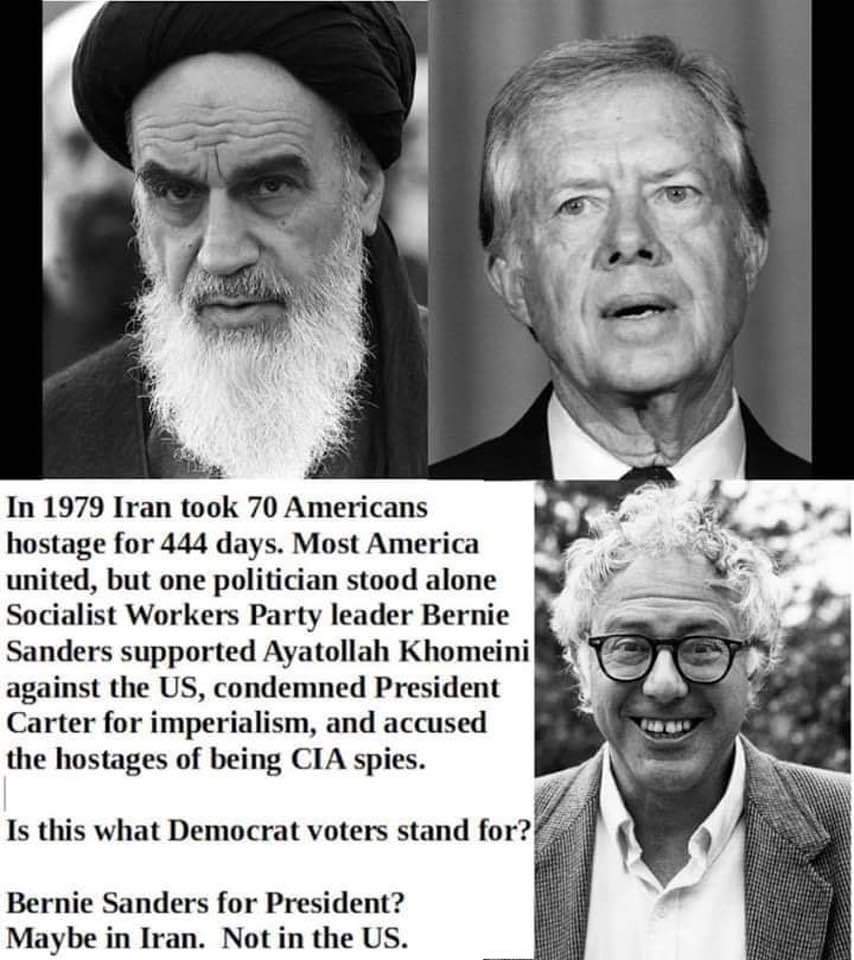 In 1979 Iran took 70 Americans
hostage for 444 days. Most America
united, but one politician stood alone
Socialist Workers Party leader Bernie
Sanders supported Ayatollah Khomeini
against the US, condemned President
Carter for imperialism, and accused
the hostages of being CIA spies.
Is this what Democrat voters stand for?
Bernie Sanders for President?
Maybe in Iran. Not in the US.